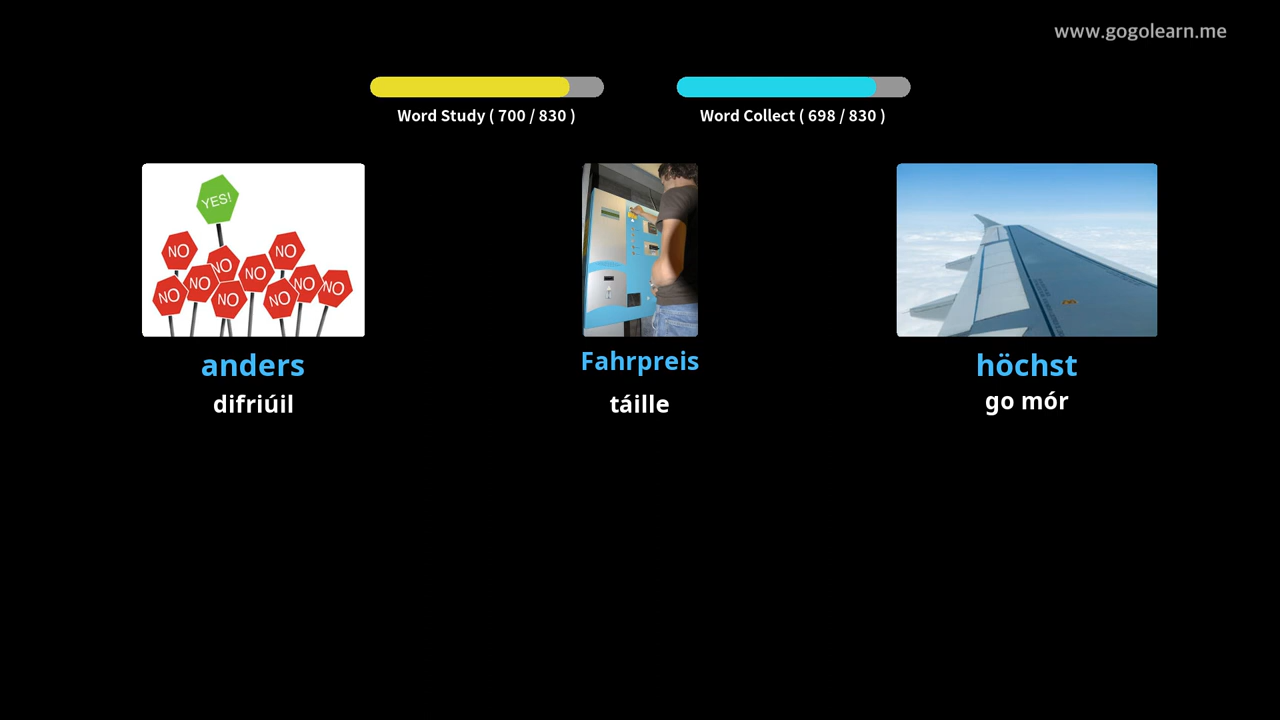 www.gogolearn.me
Word Study ( 700 / 830 )
Word Collect ( 698 / 830 )
YES!
NO
NO
NO
NO
NO
NO
NO
NO
NO
NO
anders
Fahrpreis
höchst
difriúil
táille
go mór